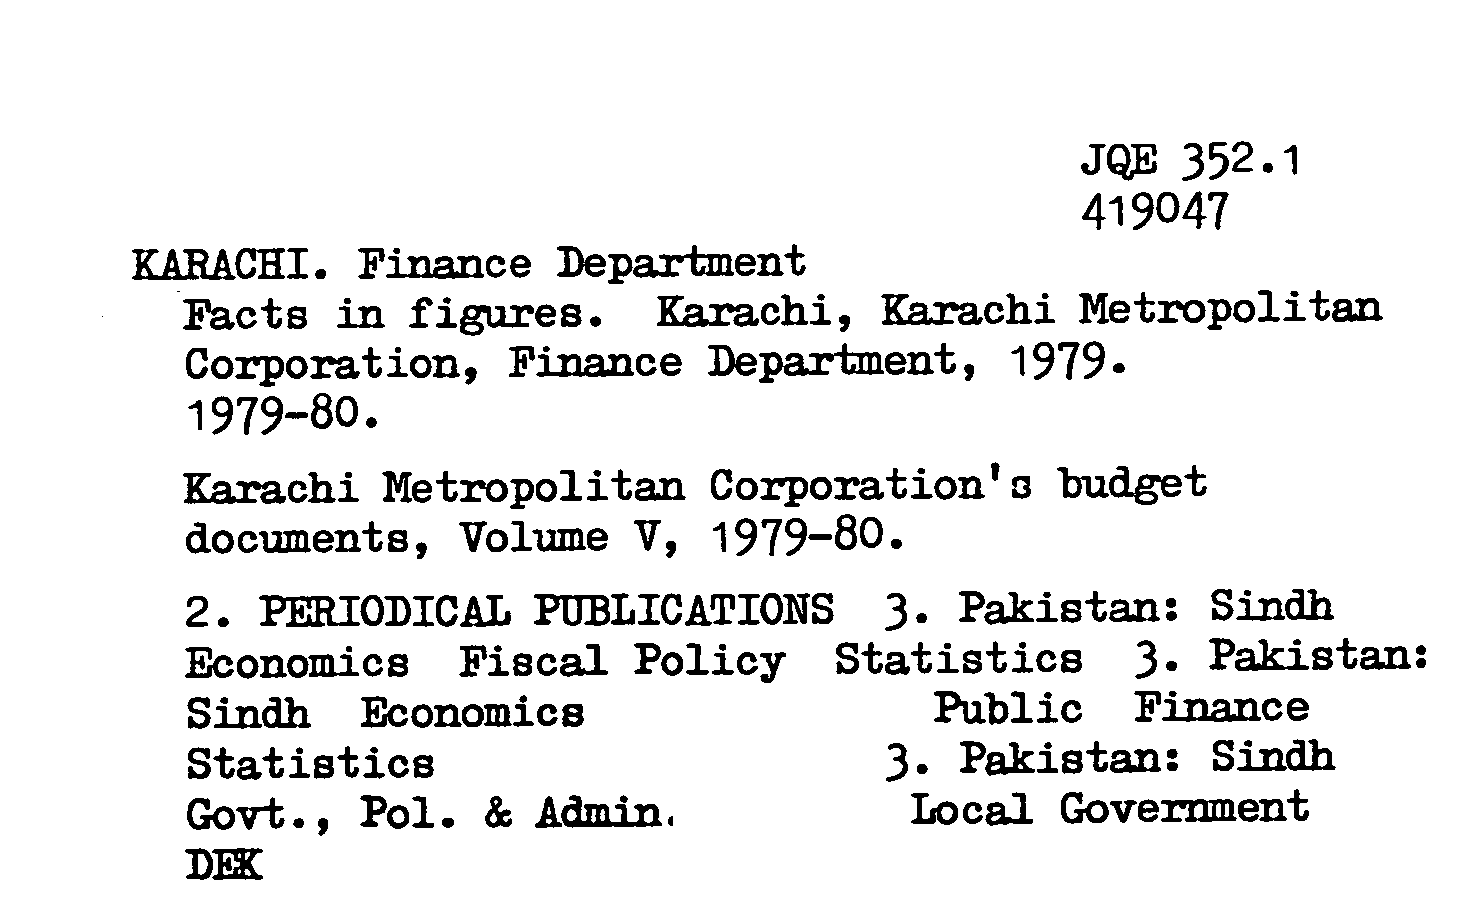 JQE 352.1
419047
KARACHI. Finance Department
Facts in figures. Karachi, Karachi Metropolitan
Corporation, Finance Department, 1979.
1979-80.
Karachi Metropolitan Corporation's budget
documents, Volume V, 1979-80.
2. PERIODICAL PUBLICATIONS 3. Pakistan: Sindh
Economics Fiscal Policy Statistics 3. Pakistan:
Sindh Economics Public Finance
Statistics 3. Pakistan: Sindh
Govt., Pol. & Admin. Local Government
DEK